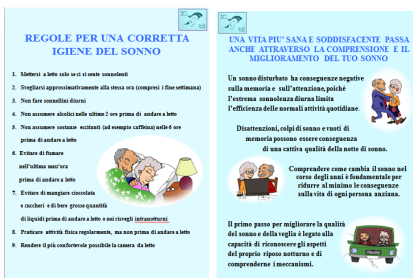 REGOLE PER UNA CORRETTA
IGIENE DEL SONNO
1. Mettersi a letto solo se ci si sente sonnolenti
2. Svegliarsi approssimativamente alla stessa ora (compresi i fine settimana)
3. Non fare sonnellini diurni
4. Non assumere alcolici nelle ultime 2 ore prima di andare a letto
5. Non assumere sostanze eccitanti (ad esempio caffeina) nelle 6 ore
prima di andare a letto
6. Evitare di fumare
nell'ultima mezz'ora
prima di andare a letto
7. Evitare di mangiare cioccolata
e zuccheri e di bere grosse quantità
di liquidi prima di andare a letto o nei risvegli intranotturni
8. Praticare attività fisica regolarmente, ma non prima di andare a letto
9. Rendere il più confortevole possibile la camera da letto
UNA VITA PIU' SANA E SODDISFACENTE PASSA
ANCHE ATTRAVERSO LA COMPRENSIONE E IL
MIGLIORAMENTO DEL TUO SONNO
Un sonno disturbato ha conseguenze negative
sulla memoria e sull'attenzione, poiché
l'estrema sonnolenza diurna limita
l'efficienza delle normali attività quotidiane.
Disattenzioni, colpi di sonno e vuoti di
memoria possono essere conseguenza
di una cattiva qualità della notte di sonno.
Comprendere come cambia il sonno nel
corso degli anni è fondamentale per
ridurre al minimo le conseguenze
sulla vita di ogni persona anziana.
Il primo passo per migliorare la qualità
del sonno e della veglia è legato alla
capacità di riconoscere gli aspetti
del proprio riposo notturno e di
comprenderne i meccanismi.